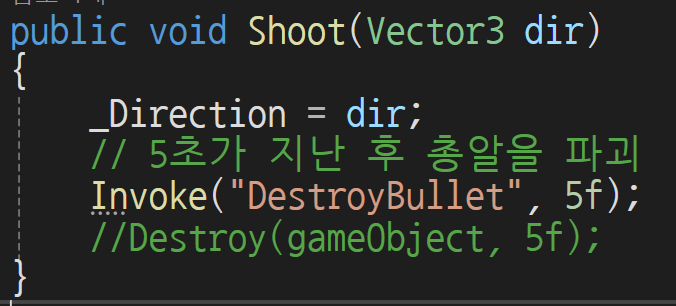 public void Shoot(Vector3 dir)
{
_Direction = dir;
// 5초가 지난 후 총알을 파괴
Invoke("DestroyBullet", 5f);
//Destroy(gameObject, 5f);
}